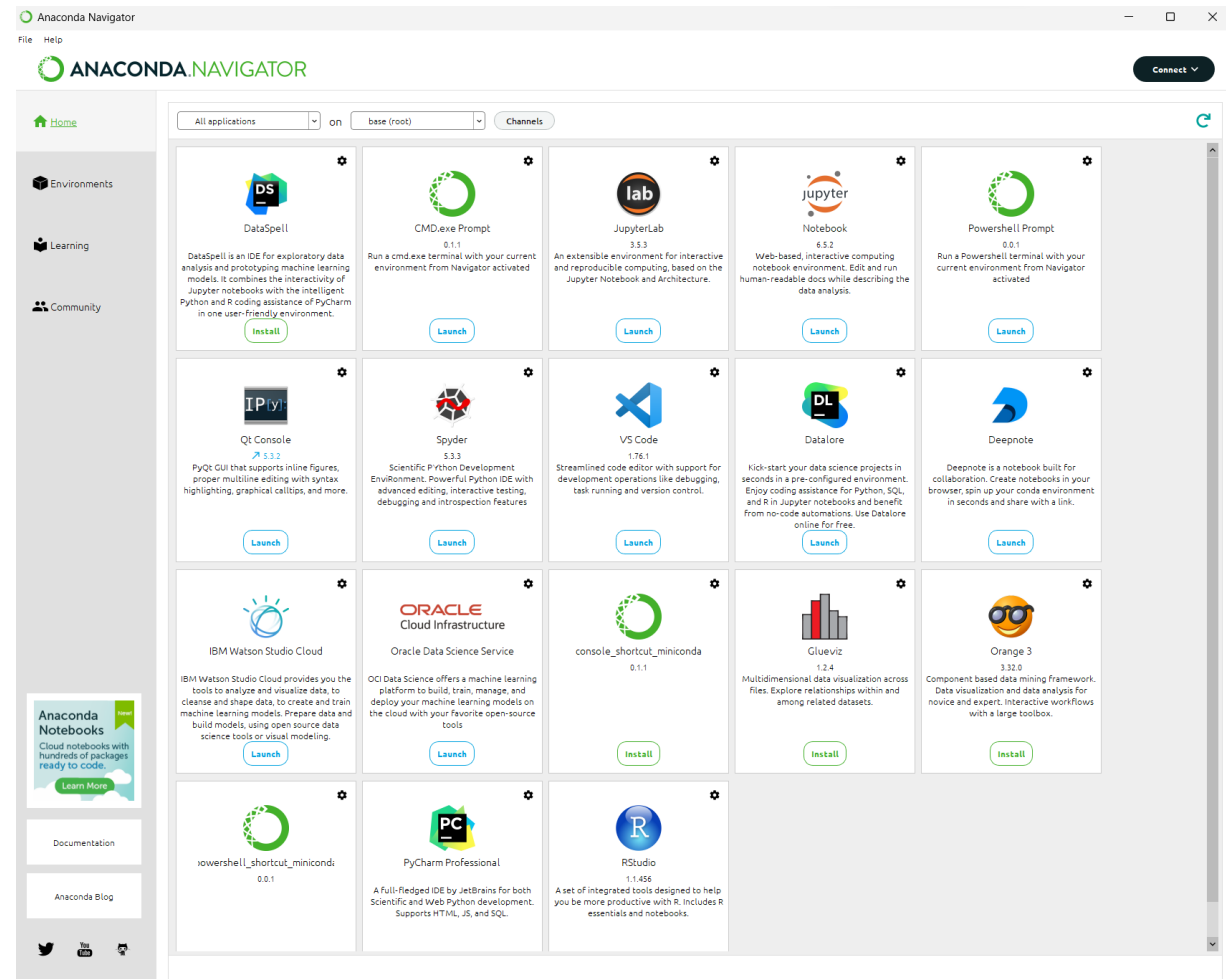 Anaconda Navigator
File Help
ANACONDA.NAVIGATOR
Connect
Home
Environments
Learning
Community
All applications on base (root) Channels
DS
DataSpell
DataSpell is an IDE for exploratory data
analysis and prototyping machine learning
models. It combines the interactivity of
Jupyter notebooks with the intelligent
Python and R coding assistance of PyCharm
in one user-friendly environment.
Install
CMD.exe Prompt
0.1.1
Run a cmd.exe terminal with your current
environment from Navigator activated
Launch
lab
JupyterLab
3.5.3
An extensible environment for interactive
and reproducible computing, based on the
Jupyter Notebook and Architecture.
Launch
jupyter
Notebook
6.5.2
Web-based, interactive computing
notebook environment. Edit and run
human-readable docs while describing the
data analysis.
Launch
Powershell Prompt
0.0.1
Run a Powershell terminal with your
current environment from Navigator
activated
Launch
IP[y]:
Qt Console
5.3.2
PyQt GUI that supports inline figures,
proper multiline editing with syntax
highlighting, graphical calltips, and more.
Launch
Spyder
5.3.3
Scientific PYthon Development
EnviRonment. Powerful Python IDE with
advanced editing, interactive testing,
debugging and introspection features
Launch
VS Code
1.76.1
Streamlined code editor with support for
development operations like debugging,
task running and version control.
Launch
DL
Datalore
Kick-start your data science projects in
seconds in a pre-configured environment.
Enjoy coding assistance for Python, SQL,
and R in Jupyter notebooks and benefit
from no-code automations. Use Datalore
online for free.
Launch
Deepnote
Deepnote is a notebook built for
collaboration. Create notebooks in your
browser, spin up your conda environment
in seconds and share with a link.
Launch
IBM Watson Studio Cloud
IBM Watson Studio Cloud provides you the
tools to analyze and visualize data, to
cleanse and shape data, to create and train
machine learning models. Prepare data and
build models, using open source data
science tools or visual modeling.
Launch
ORACLE
Cloud Infrastructure
Oracle Data Science Service
OCI Data Science offers a machine learning
platform to build, train, manage, and
deploy your machine learning models on
the cloud with your favorite open-source
tools
Launch
console_shortcut_miniconda
0.1.1
Install
Glueviz
1.2.4
Multidimensional data visualization across
files. Explore relationships within and
among related datasets.
Install
Orange 3
3.32.0
Component based data mining framework.
Data visualization and data analysis for
novice and expert. Interactive workflows
with a large toolbox.
Install
owershell_shortcut_miniconda
0.0.1
PC
PyCharm Professional
A full-fledged IDE by JetBrains for both
Scientific and Web Python development.
Supports HTML, JS, and SQL.
R
RStudio
1.1.456
A set of integrated tools designed to help
you be more productive with R. Includes R
essentials and notebooks.
New!
Anaconda
Notebooks
Cloud notebooks with
hundreds of packages
ready to code.
Learn More
Documentation
Anaconda Blog
You
Tube